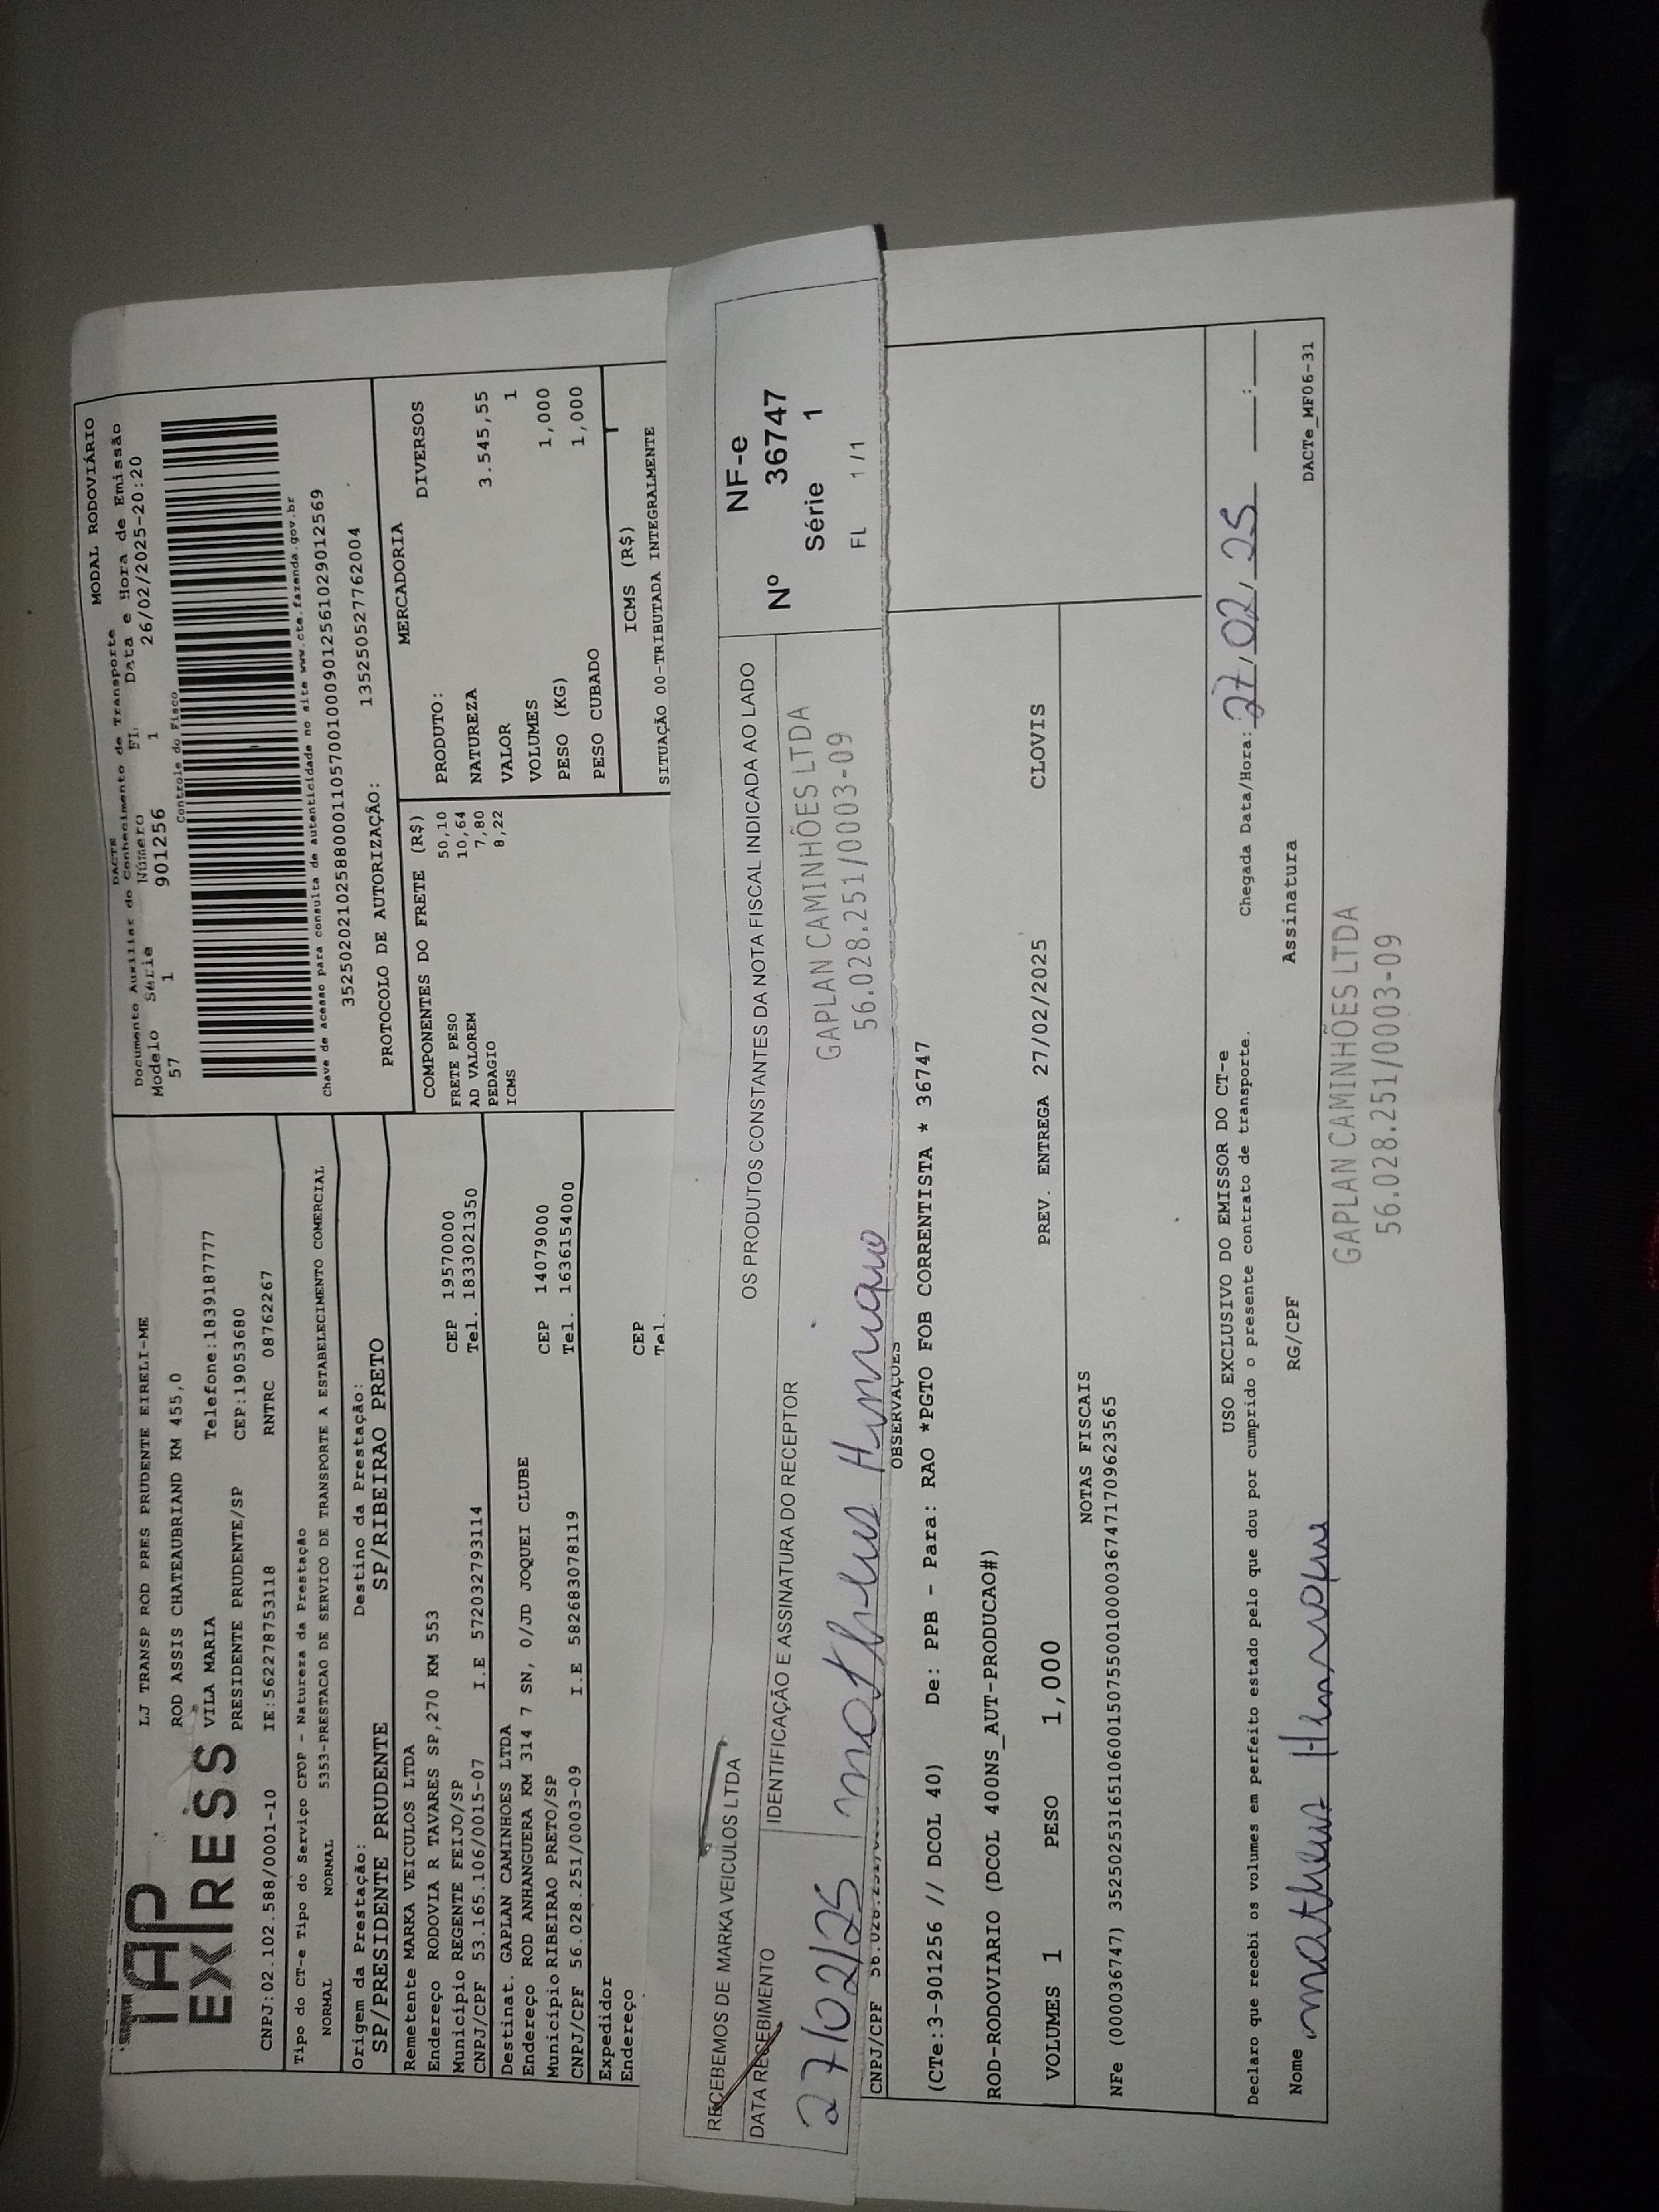 TAP
EXPRESS
LJ TRANSP ROD PRES PRUDENTE EIRELI-ME
ROD ASSIS CHATEAUBRIAND KM 455,0
VILA MARIA Telefone:1839187777
PRESIDENTE PRUDENTE/SP CEP:19053680
CNPJ:02.102.588/0001-10 IE:562278753118 RNTRC 08762267
DACTE MODAL RODOVIÁRIO
Documento Auxiliar do Conhecimento de Transporte
Modelo Série Número FL Data e Hora de Emissão
57 1 901256 1 26/02/2025-20:20
Controle do Fisco
Chave de acesso para consulta de autenticidade no site www.cte.fazenda.gov.br
35250202102588000110570010009012561029012569
PROTOCOLO DE AUTORIZAÇÃO: 135250527762004
Tipo do CT-e Tipo do Serviço CFOP - Natureza da Prestação
NORMAL NORMAL 5353-PRESTACAO DE SERVICO DE TRANSPORTE A ESTABELECIMENTO COMERCIAL
Origem da Prestação: Destino da Prestação:
SP/PRESIDENTE PRUDENTE SP/RIBEIRAO PRETO
Remetente MARKA VEICULOS LTDA
Endereço RODOVIA R TAVARES SP,270 KM 553
Município REGENTE FEIJO/SP CEP 19570000
CNPJ/CPF 53.165.106/0015-07 I.E 572032793114 Tel. 1833021350
Destinat. GAPLAN CAMINHOES LTDA
Endereço ROD ANHANGUERA KM 314 7 SN, 0/JD JOQUEI CLUBE
Município RIBEIRAO PRETO/SP CEP 14079000
CNPJ/CPF 56.028.251/0003-09 I.E 582683078119 Tel. 1636154000
Expedidor
Endereço CEP
Tel.
COMPONENTES DO FRETE (R$)
FRETE PESO 50,10
AD VALOREM 10,64
PEDAGIO 7,80
ICMS 8,22
MERCADORIA
PRODUTO: DIVERSOS
NATUREZA
VALOR 3.545,55
VOLUMES 1
PESO (KG) 1,000
PESO CUBADO 1,000
ICMS (R$)
SITUAÇÃO 00-TRIBUTADA INTEGRALMENTE
RECEBEMOS DE MARKA VEICULOS LTDA OS PRODUTOS CONSTANTES DA NOTA FISCAL INDICADA AO LADO
DATA RECEBIMENTO IDENTIFICAÇÃO E ASSINATURA DO RECEPTOR
27/02/25 matheus Henrique
GAPLAN CAMINHÕES LTDA
56.028.251/0003-09
NF-e
Nº 36747
Série 1
FL 1/1
CNPJ/CPF
OBSERVAÇÕES
(CTe:3-901256 // DCOL 40) De: PPB - Para: RAO *PGTO FOB CORRENTISTA * 36747
ROD-RODOVIARIO (DCOL 400NS_AUT-PRODUCAO#)
VOLUMES 1 PESO 1,000 PREV. ENTREGA 27/02/2025 CLOVIS
NOTAS FISCAIS
NFe (000036747) 35250253165106001507550010000367471709623565
USO EXCLUSIVO DO EMISSOR DO CT-e
Declaro que recebi os volumes em perfeito estado pelo que dou por cumprido o presente contrato de transporte. Chegada Data/Hora: 27/02/25 ___:___
Nome matheus Henrique RG/CPF Assinatura
DACTe_MF06-31
GAPLAN CAMINHÕES LTDA
56.028.251/0003-09